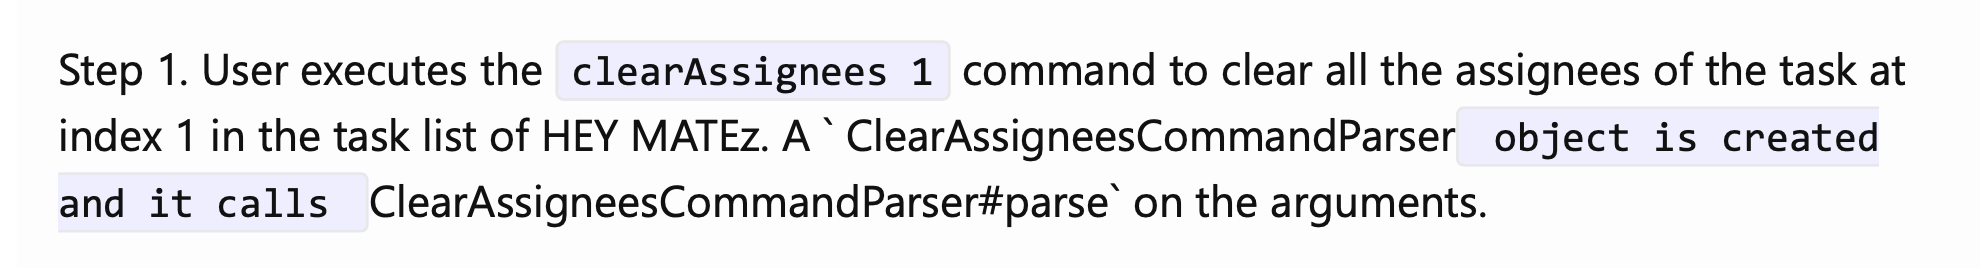 Step 1. User executes the clearAssignees 1 command to clear all the assignees of the task at
index 1 in the task list of HEY MATEz. A ` ClearAssigneesCommandParser object is created
and it calls ClearAssigneesCommandParser#parse` on the arguments.